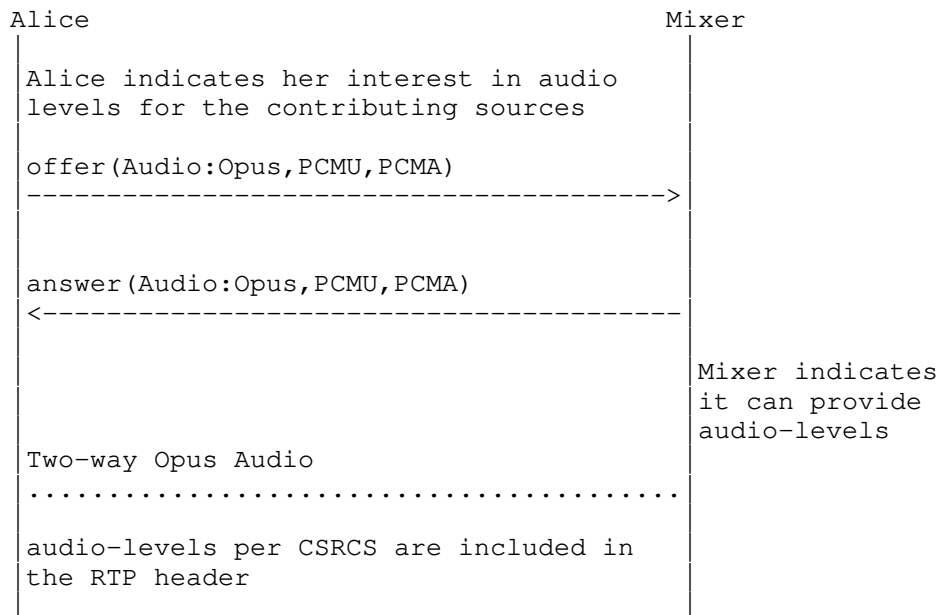 Alice Mixer
Alice indicates her interest in audio
levels for the contributing sources
offer(Audio:Opus,PCMU,PCMA)
answer(Audio:Opus,PCMU,PCMA)
Mixer indicates
it can provide
audio-levels
Two-way Opus Audio
audio-levels per CSRCS are included in
the RTP header